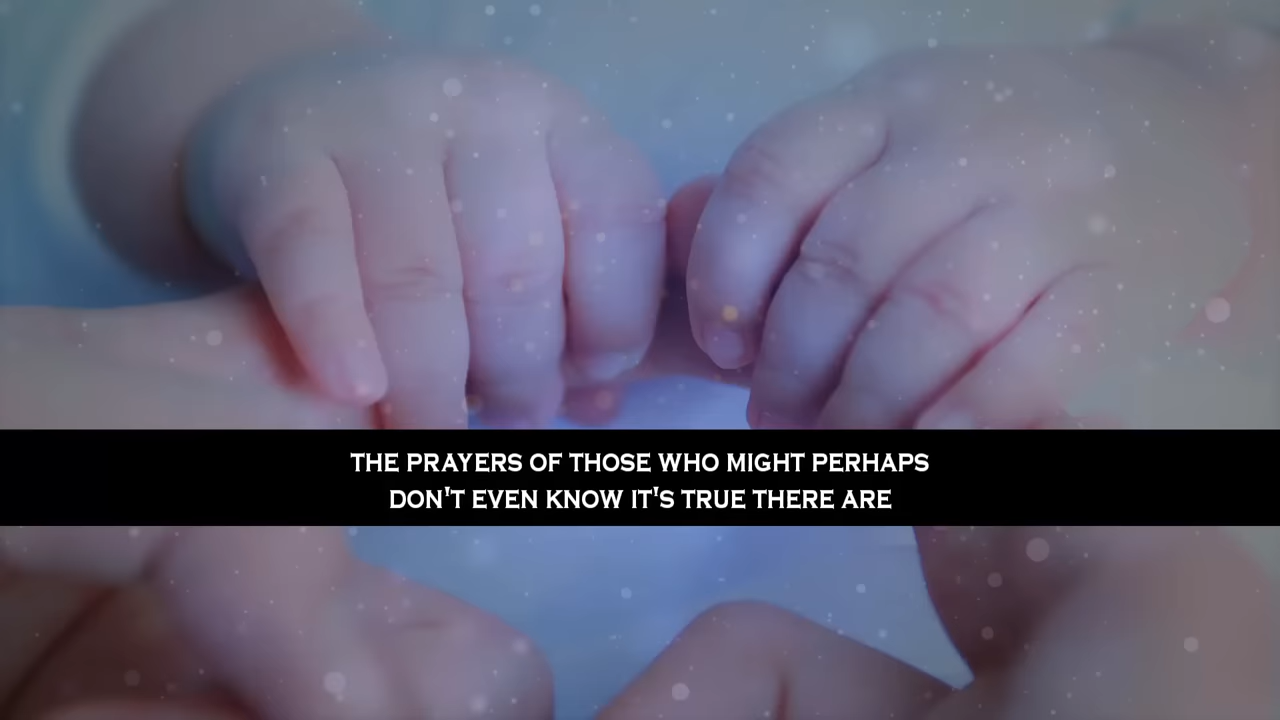 THE PRAYERS OF THOSE WHO MIGHT PERHAPS
DON'T EVEN KNOW IT'S TRUE THERE ARE